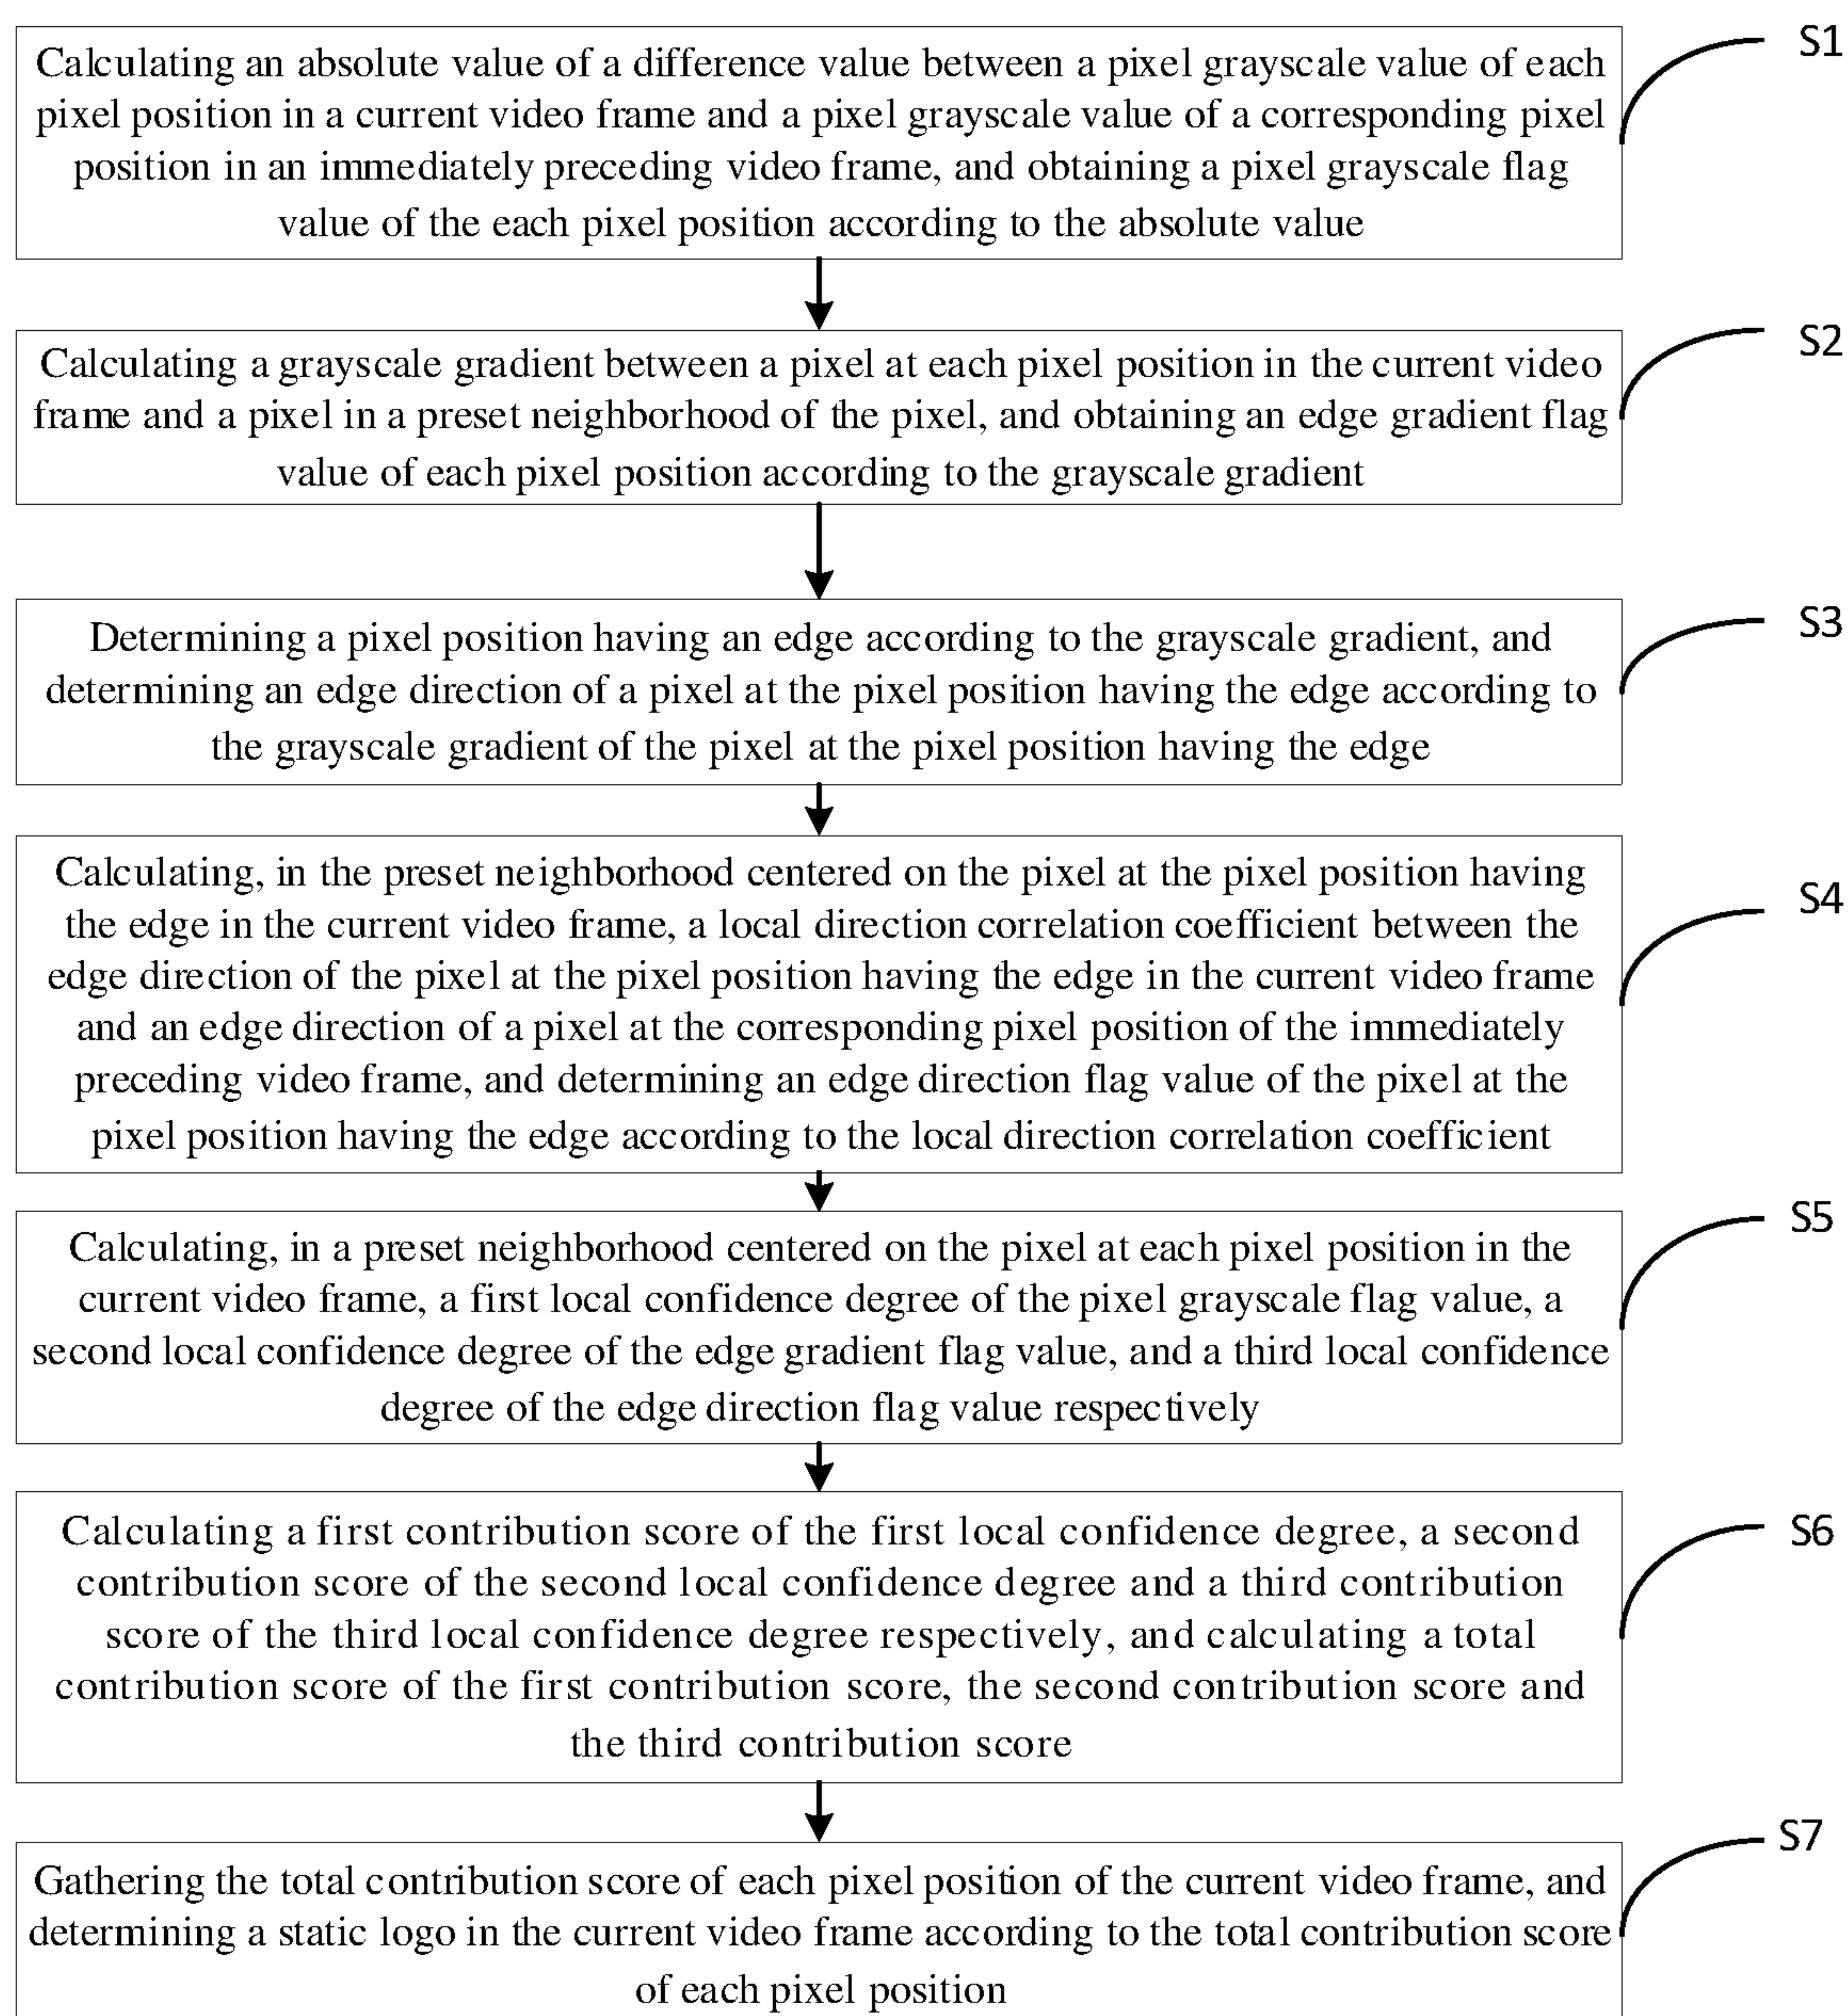 S1
Calculating an absolute value of a difference value between a pixel grayscale value of each
pixel position in a current video frame and a pixel grayscale value of a corresponding pixel
position in an immediately preceding video frame, and obtaining a pixel grayscale flag
value of the each pixel position according to the absolute value
S2
Calculating a grayscale gradient between a pixel at each pixel position in the current video
frame and a pixel in a preset neighborhood of the pixel, and obtaining an edge gradient flag
value of each pixel position according to the grayscale gradient
S3
Determining a pixel position having an edge according to the grayscale gradient, and
determining an edge direction of a pixel at the pixel position having the edge according to
the grayscale gradient of the pixel at the pixel position having the edge
S4
Calculating, in the preset neighborhood centered on the pixel at the pixel position having
the edge in the current video frame, a local direction correlation coefficient between the
edge direction of the pixel at the pixel position having the edge in the current video frame
and an edge direction of a pixel at the corresponding pixel position of the immediately
preceding video frame, and determining an edge direction flag value of the pixel at the
pixel position having the edge according to the local direction correlation coefficient
S5
Calculating, in a preset neighborhood centered on the pixel at each pixel position in the
current video frame, a first local confidence degree of the pixel grayscale flag value, a
second local confidence degree of the edge gradient flag value, and a third local confidence
degree of the edge direction flag value respectively
S6
Calculating a first contribution score of the first local confidence degree, a second
contribution score of the second local confidence degree and a third contribution
score of the third local confidence degree respectively, and calculating a total
contribution score of the first contribution score, the second contribution score and
the third contribution score
S7
Gathering the total contribution score of each pixel position of the current video frame, and
determining a static logo in the current video frame according to the total contribution score
of each pixel position